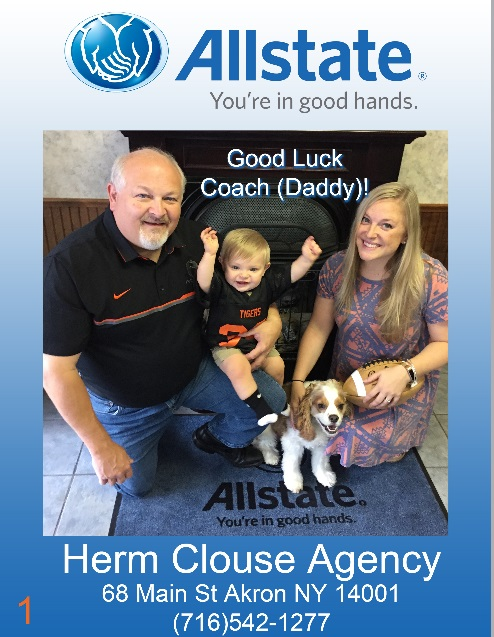 Allstate®
You're in good hands.
Good Luck
Coach (Daddy)!
TIGERS
Allstate®
You're in good hands.
Herm Clouse Agency
68 Main St Akron NY 14001
(716)542-1277
1